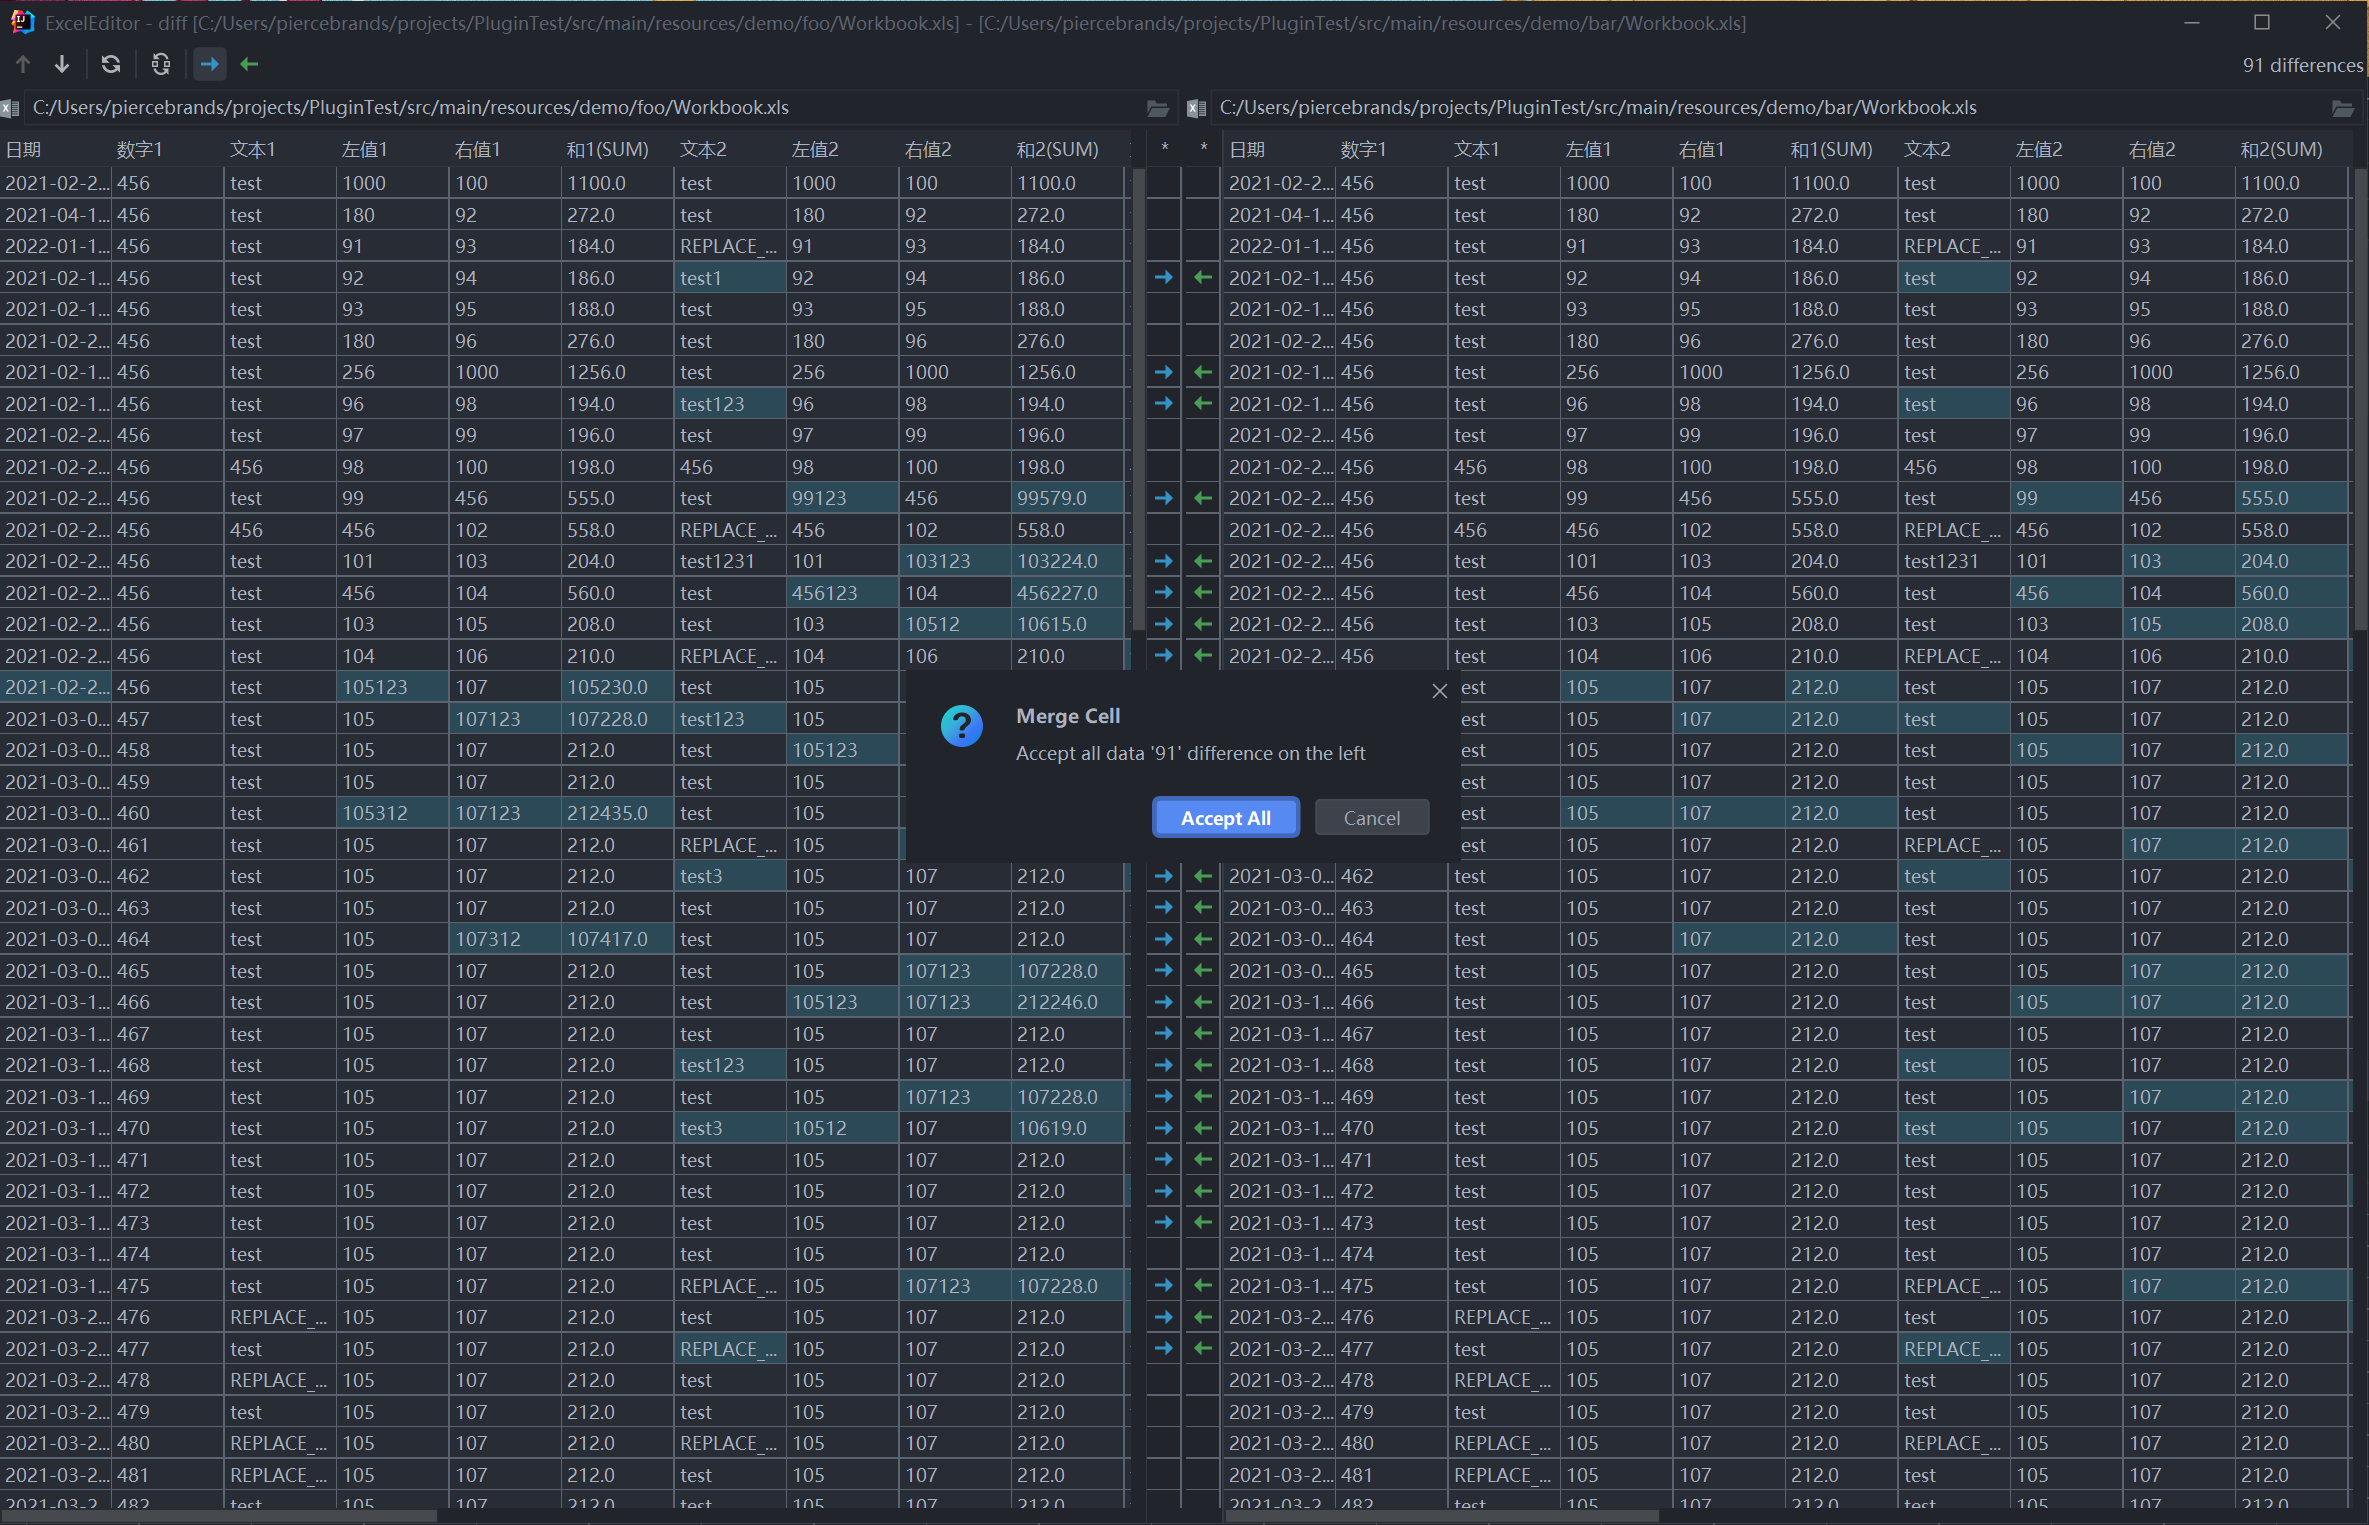 ExcelEditor - diff [C:/Users/piercebrands/projects/PluginTest/src/main/resources/demo/foo/Workbook.xls] - [C:/Users/piercebrands/projects/PluginTest/src/main/resources/demo/bar/Workbook.xls]
91 differences
C:/Users/piercebrands/projects/PluginTest/src/main/resources/demo/foo/Workbook.xls C:/Users/piercebrands/projects/PluginTest/src/main/resources/demo/bar/Workbook.xls
日期 数字1 文本1 左值1 右值1 和1(SUM) 文本2 左值2 右值2 和2(SUM) * * 日期 数字1 文本1 左值1 右值1 和1(SUM) 文本2 左值2 右值2 和2(SUM)
2021-02-2... 456 test 1000 100 1100.0 test 1000 100 1100.0 2021-02-2... 456 test 1000 100 1100.0 test 1000 100 1100.0
2021-04-1... 456 test 180 92 272.0 test 180 92 272.0 2021-04-1... 456 test 180 92 272.0 test 180 92 272.0
2022-01-1... 456 test 91 93 184.0 REPLACE_... 91 93 184.0 2022-01-1... 456 test 91 93 184.0 REPLACE_... 91 93 184.0
2021-02-1... 456 test 92 94 186.0 test1 92 94 186.0 2021-02-1... 456 test 92 94 186.0 test 92 94 186.0
2021-02-1... 456 test 93 95 188.0 test 93 95 188.0 2021-02-1... 456 test 93 95 188.0 test 93 95 188.0
2021-02-2... 456 test 180 96 276.0 test 180 96 276.0 2021-02-2... 456 test 180 96 276.0 test 180 96 276.0
2021-02-1... 456 test 256 1000 1256.0 test 256 1000 1256.0 2021-02-1... 456 test 256 1000 1256.0 test 256 1000 1256.0
2021-02-1... 456 test 96 98 194.0 test123 96 98 194.0 2021-02-1... 456 test 96 98 194.0 test 96 98 194.0
2021-02-2... 456 test 97 99 196.0 test 97 99 196.0 2021-02-2... 456 test 97 99 196.0 test 97 99 196.0
2021-02-2... 456 456 98 100 198.0 456 98 100 198.0 2021-02-2... 456 456 98 100 198.0 456 98 100 198.0
2021-02-2... 456 test 99 456 555.0 test 99123 456 99579.0 2021-02-2... 456 test 99 456 555.0 test 99 456 555.0
2021-02-2... 456 456 456 102 558.0 REPLACE_... 456 102 558.0 2021-02-2... 456 456 456 102 558.0 REPLACE_... 456 102 558.0
2021-02-2... 456 test 101 103 204.0 test1231 101 103123 103224.0 2021-02-2... 456 test 101 103 204.0 test1231 101 103 204.0
2021-02-2... 456 test 456 104 560.0 test 456123 104 456227.0 2021-02-2... 456 test 456 104 560.0 test 456 104 560.0
2021-02-2... 456 test 103 105 208.0 test 103 10512 10615.0 2021-02-2... 456 test 103 105 208.0 test 103 105 208.0
2021-02-2... 456 test 104 106 210.0 REPLACE_... 104 106 210.0 2021-02-2... 456 test 104 106 210.0 REPLACE_... 104 106 210.0
2021-02-2... 456 test 105123 107 105230.0 test 105 est 105 107 212.0 test 105 107 212.0
Merge Cell
2021-03-0... 457 test 105 107123 107228.0 test123 105 est 105 107 212.0 test 105 107 212.0
Accept all data '91' difference on the left
2021-03-0... 458 test 105 107 212.0 test 105123 est 105 107 212.0 test 105 107 212.0
2021-03-0... 459 test 105 107 212.0 test 105 est 105 107 212.0 test 105 107 212.0
Accept All Cancel
2021-03-0... 460 test 105312 107123 212435.0 test 105 est 105 107 212.0 test 105 107 212.0
2021-03-0... 461 test 105 107 212.0 REPLACE_... 105 est 105 107 212.0 REPLACE_... 105 107 212.0
2021-03-0... 462 test 105 107 212.0 test3 105 107 212.0 2021-03-0... 462 test 105 107 212.0 test 105 107 212.0
2021-03-0... 463 test 105 107 212.0 test 105 107 212.0 2021-03-0... 463 test 105 107 212.0 test 105 107 212.0
2021-03-0... 464 test 105 107312 107417.0 test 105 107 212.0 2021-03-0... 464 test 105 107 212.0 test 105 107 212.0
2021-03-0... 465 test 105 107 212.0 test 105 107123 107228.0 2021-03-0... 465 test 105 107 212.0 test 105 107 212.0
2021-03-1... 466 test 105 107 212.0 test 105123 107123 212246.0 2021-03-1... 466 test 105 107 212.0 test 105 107 212.0
2021-03-1... 467 test 105 107 212.0 test 105 107 212.0 2021-03-1... 467 test 105 107 212.0 test 105 107 212.0
2021-03-1... 468 test 105 107 212.0 test123 105 107 212.0 2021-03-1... 468 test 105 107 212.0 test 105 107 212.0
2021-03-1... 469 test 105 107 212.0 test 105 107123 107228.0 2021-03-1... 469 test 105 107 212.0 test 105 107 212.0
2021-03-1... 470 test 105 107 212.0 test3 10512 107 10619.0 2021-03-1... 470 test 105 107 212.0 test 105 107 212.0
2021-03-1... 471 test 105 107 212.0 test 105 107 212.0 2021-03-1... 471 test 105 107 212.0 test 105 107 212.0
2021-03-1... 472 test 105 107 212.0 test 105 107 212.0 2021-03-1... 472 test 105 107 212.0 test 105 107 212.0
2021-03-1... 473 test 105 107 212.0 test 105 107 212.0 2021-03-1... 473 test 105 107 212.0 test 105 107 212.0
2021-03-1... 474 test 105 107 212.0 test 105 107 212.0 2021-03-1... 474 test 105 107 212.0 test 105 107 212.0
2021-03-1... 475 test 105 107 212.0 REPLACE_... 105 107123 107228.0 2021-03-1... 475 test 105 107 212.0 REPLACE_... 105 107 212.0
2021-03-2... 476 REPLACE_... 105 107 212.0 test 105 107 212.0 2021-03-2... 476 REPLACE_... 105 107 212.0 test 105 107 212.0
2021-03-2... 477 test 105 107 212.0 REPLACE_... 105 107 212.0 2021-03-2... 477 test 105 107 212.0 REPLACE_... 105 107 212.0
2021-03-2... 478 REPLACE_... 105 107 212.0 test 105 107 212.0 2021-03-2... 478 REPLACE_... 105 107 212.0 test 105 107 212.0
2021-03-2... 479 test 105 107 212.0 test 105 107 212.0 2021-03-2... 479 test 105 107 212.0 test 105 107 212.0
2021-03-2... 480 REPLACE_... 105 107 212.0 REPLACE_... 105 107 212.0 2021-03-2... 480 REPLACE_... 105 107 212.0 REPLACE_... 105 107 212.0
2021-03-2... 481 REPLACE_... 105 107 212.0 test 105 107 212.0 2021-03-2... 481 REPLACE_... 105 107 212.0 test 105 107 212.0
2021-03-2 482 test 105 107 212.0 test 105 107 212.0 2021-03-2 482 test 105 107 212.0 test 105 107 212.0